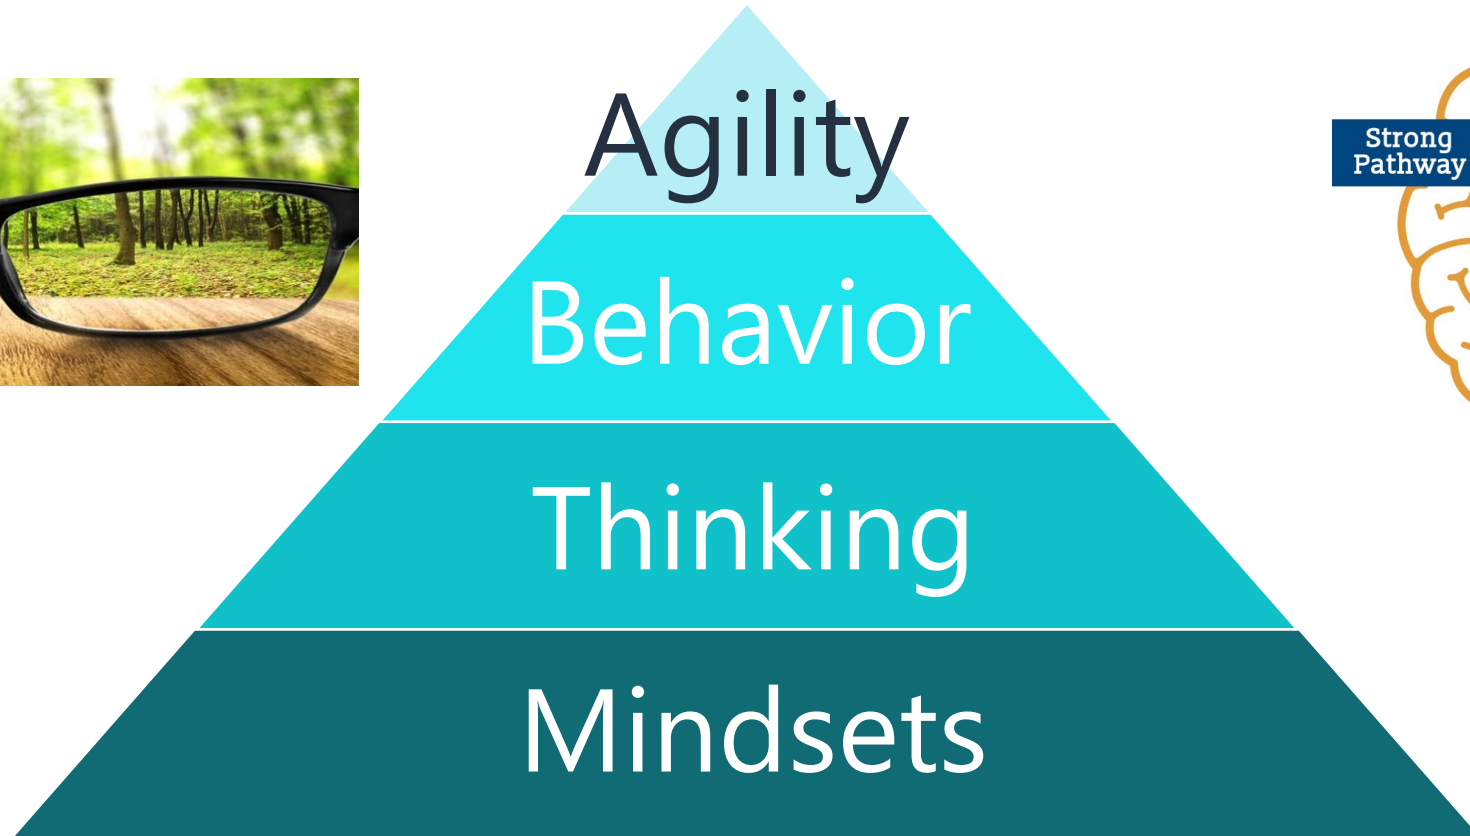 Agility
Strong
Pathway
Behavior
Thinking
Mindsets